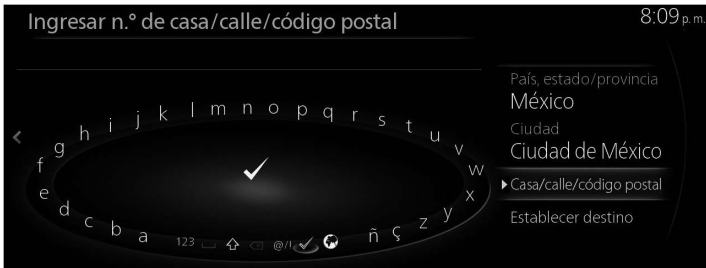 Ingresar n.° de casa/calle/código postal
8:09 p. m.
País, estado/provincia
México
Ciudad
Ciudad de México
Casa/calle/código postal
Establecer destino
a b c d e f g h i j k l m n o p q r s t u v w x y z ç ñ
123 @/!